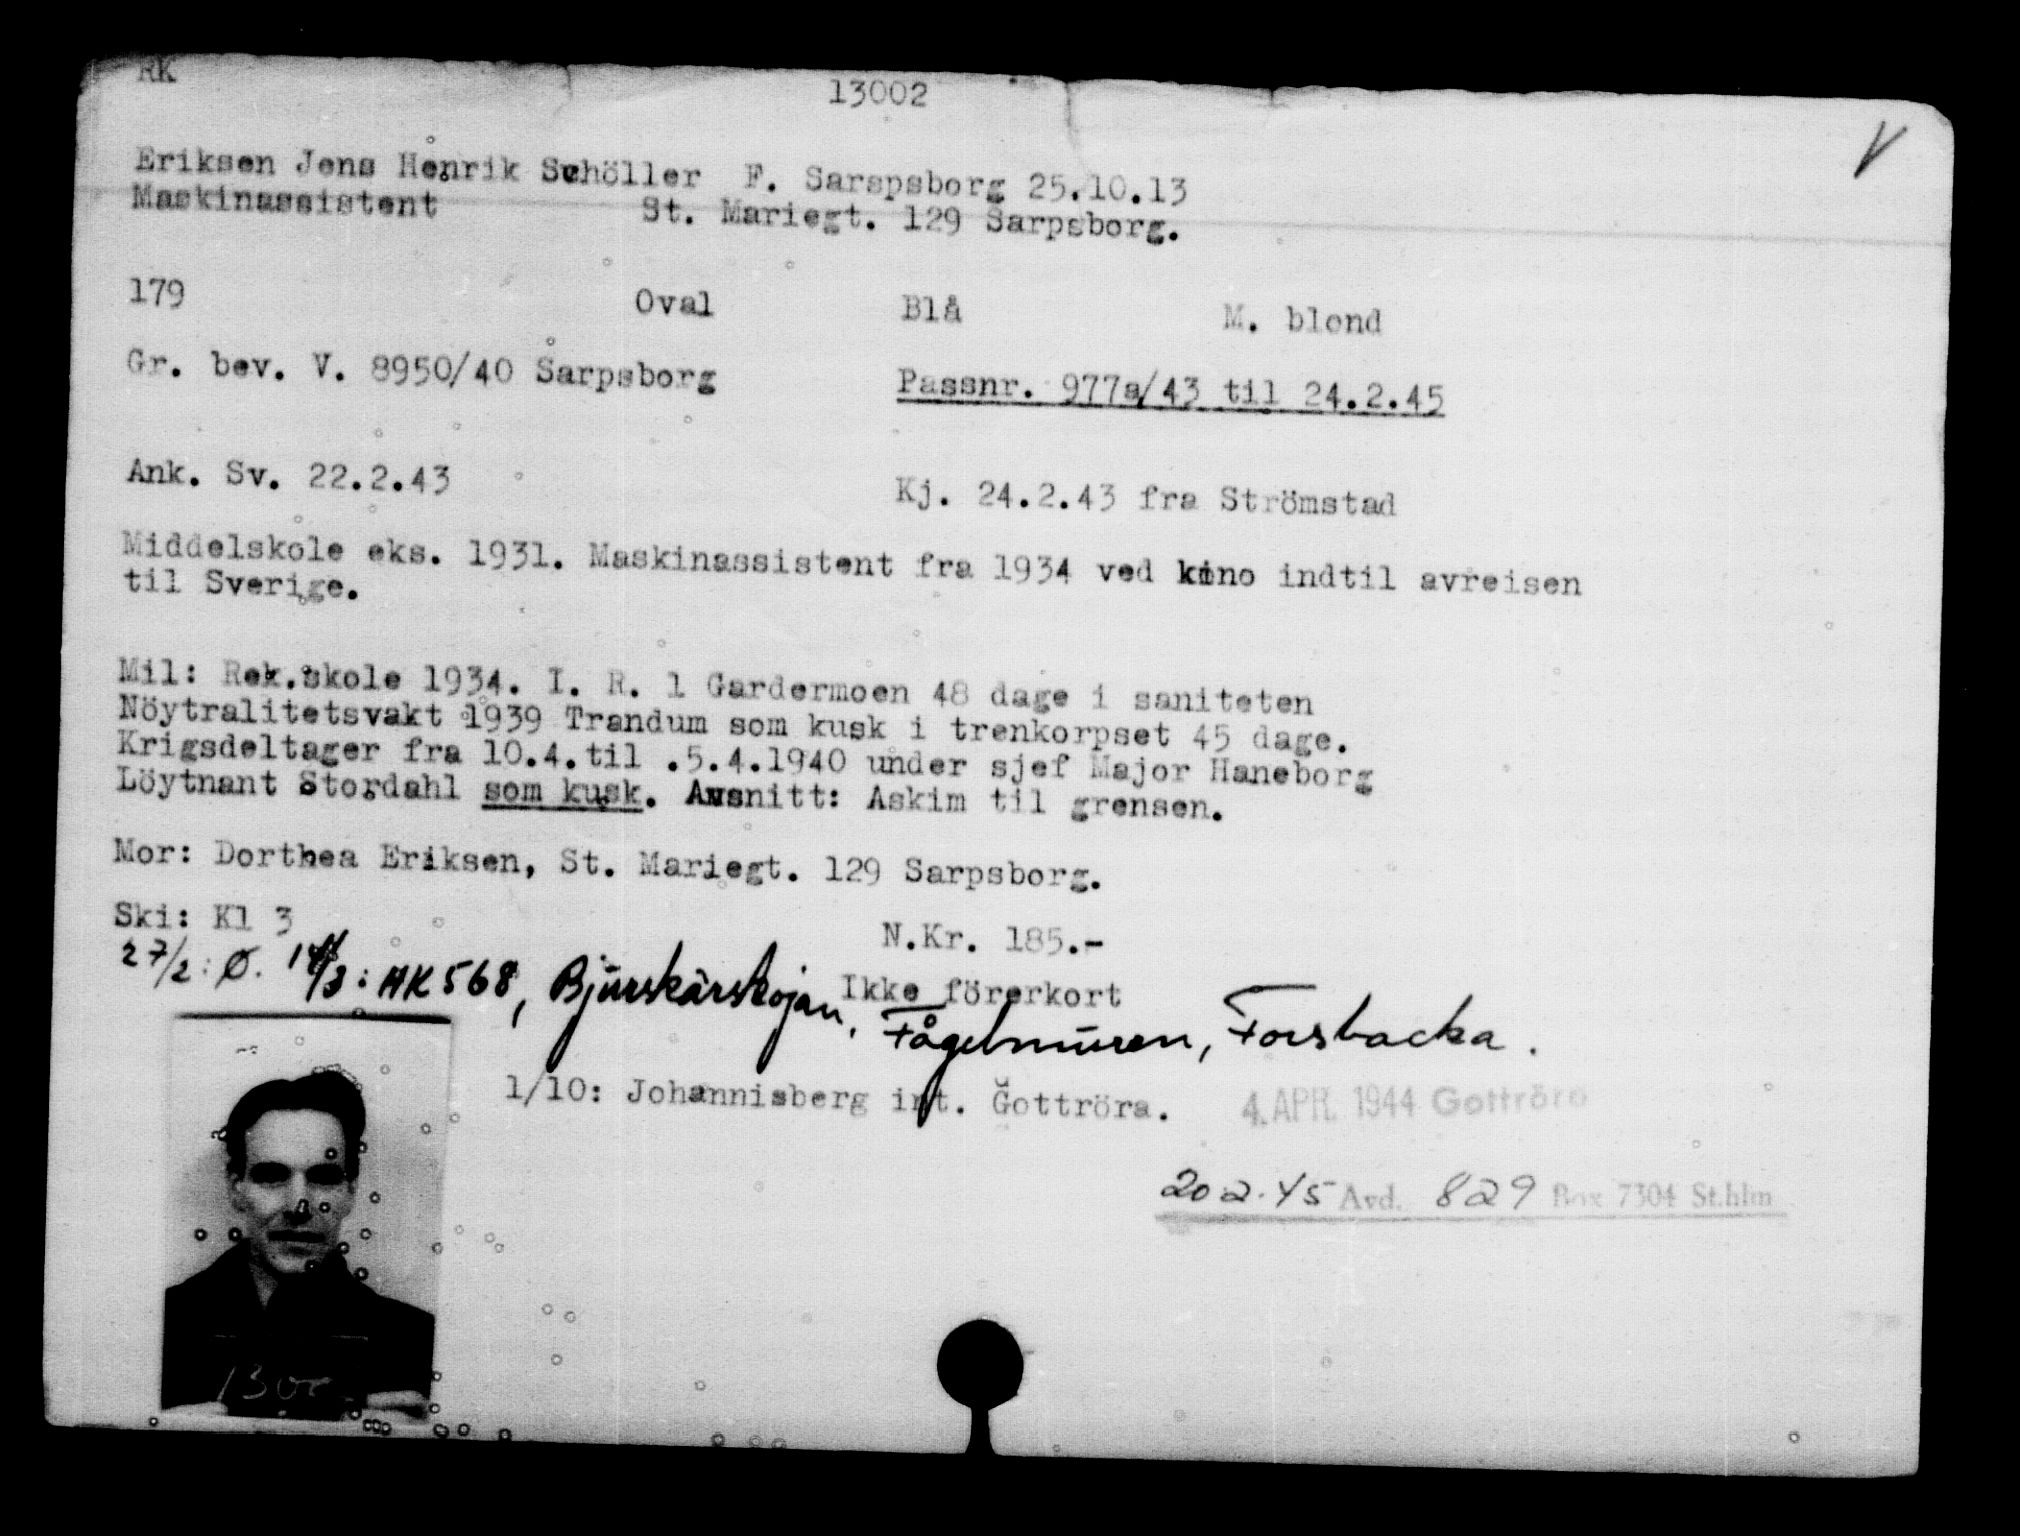 RK
13002
V
Eriksen Jens Henrik Schöller F. Sarspsborg 25.10.13
Maskinassistent St. Mariegt. 129 Sarpsborg.
179 Oval Blå M. blond
Gr. bev. V. 8950/40 Sarpsborg Passnr. 977a/43 til 24.2.45
Ank. Sv. 22.2.43 Kj. 24.2.43 fra Strömstad
Middelskole eks. 1931. Maskinassistent fra 1934 ved kino indtil avreisen
til Sverige.
Mil: Rek.skole 1934. I. R. 1 Gardermoen 48 dage i saniteten
Nöytralitetsvakt 1939 Trandum som kusk i trenkorpset 45 dage.
Krigsdeltager fra 10.4.til .5.4.1940 under sjef Major Haneborg
Löytnant Stordahl som kusk. Avsnitt: Askim til grensen.
Mor: Dorthea Eriksen, St. Mariegt. 129 Sarpsborg.
Ski: Kl 3 N.Kr. 185.-
27/2: Ø. /3: AK 568, Bjurskärskojan, Fågelmuren, Forsbacka.
Ikke förerkort
1/10: Johannisberg int. Gottröra. 4. APR. 1944 Gottröra
20.2.45 Avd. 829 Box 7304 St.hlm